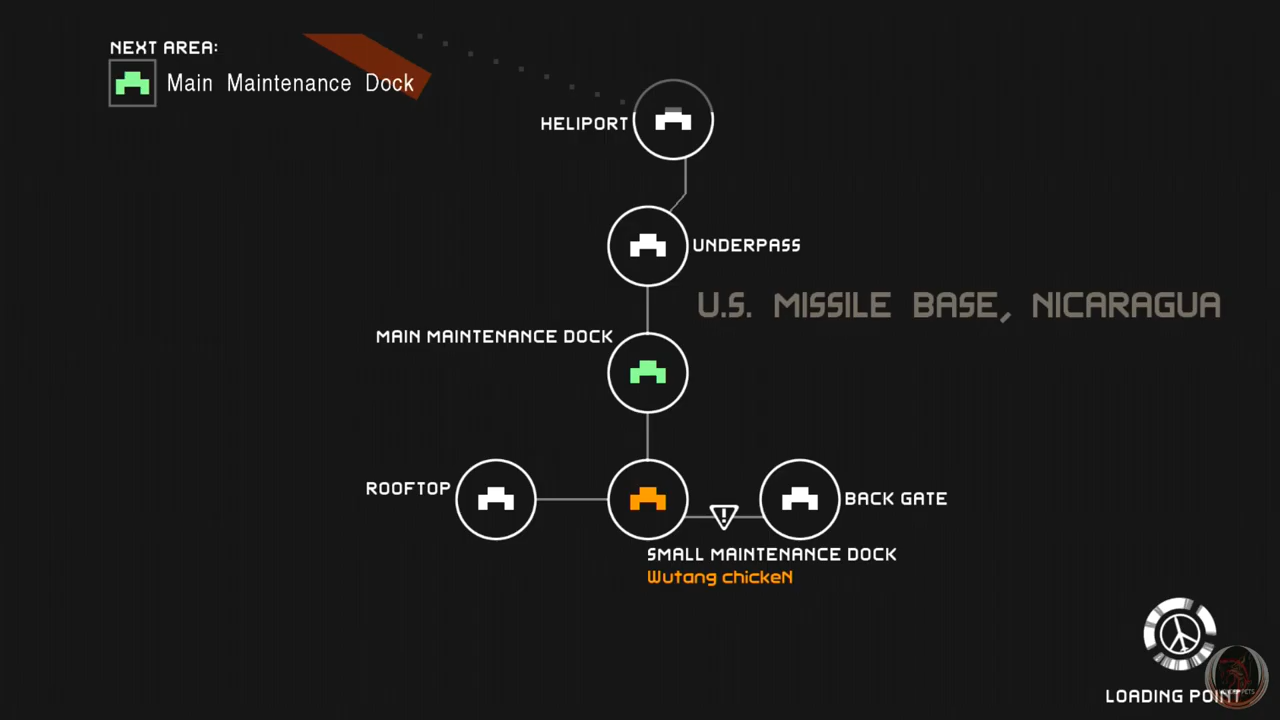 NEXT AREA:
Main Maintenance Dock
HELIPORT
UNDERPASS
U.S. MISSILE BASE, NICARAGUA
MAIN MAINTENANCE DOCK
ROOFTOP
BACK GATE
SMALL MAINTENANCE DOCK
Wutang chickeN
LOADING POINT